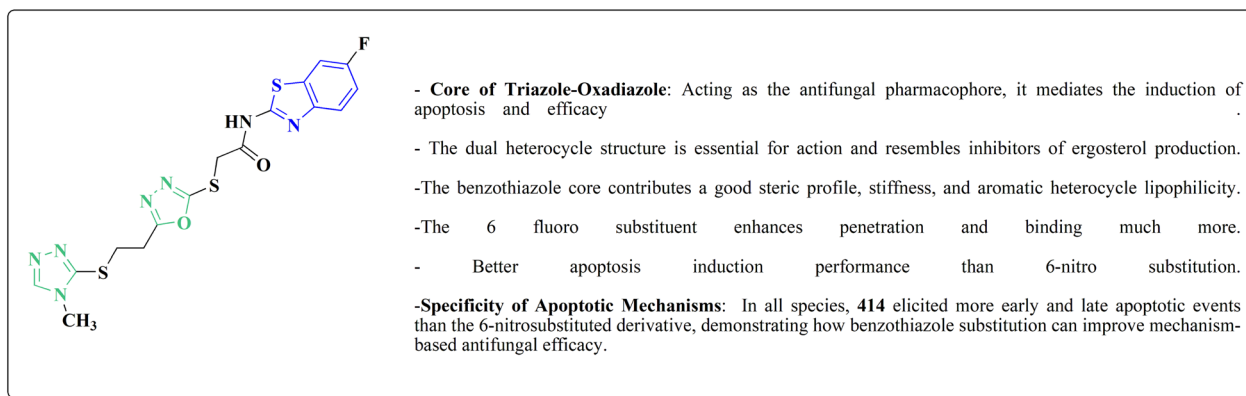 F
S
N
HN
O
S
N
N
O
N
N
S
N
CH3
- Core of Triazole-Oxadiazole: Acting as the antifungal pharmacophore, it mediates the induction of
apoptosis and efficacy .
- The dual heterocycle structure is essential for action and resembles inhibitors of ergosterol production.
-The benzothiazole core contributes a good steric profile, stiffness, and aromatic heterocycle lipophilicity.
-The 6 fluoro substituent enhances penetration and binding much more.
- Better apoptosis induction performance than 6-nitro substitution.
-Specificity of Apoptotic Mechanisms: In all species, 414 elicited more early and late apoptotic events
than the 6-nitrosubstituted derivative, demonstrating how benzothiazole substitution can improve mechanism-
based antifungal efficacy.